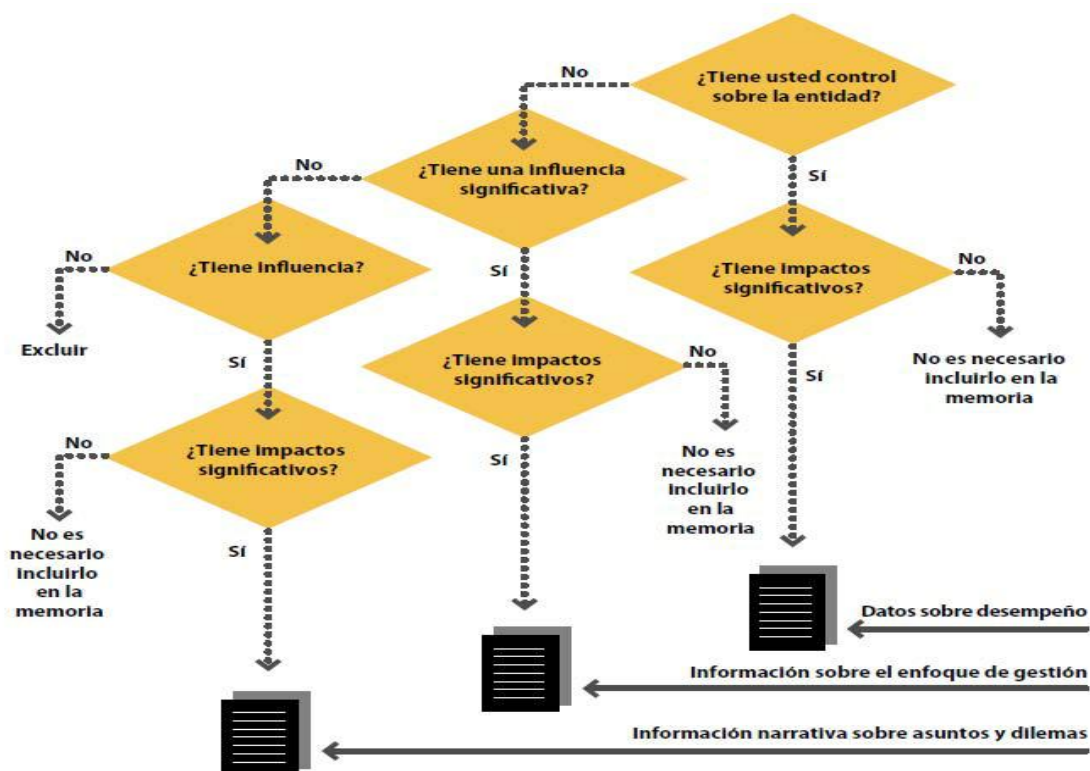 No
¿Tiene usted control
sobre la entidad?
No
¿Tiene una influencia
significativa?
Sí
No
¿Tiene influencia?
Sí
¿Tiene impactos
significativos?
No
Excluir
Sí
¿Tiene impactos
significativos?
No
No es necesario
incluirlo en la
memoria
Sí
No
¿Tiene impactos
significativos?
Sí
No es
necesario
incluirlo
en la
memoria
No es
necesario
incluirlo
en la
memoria
Sí
Datos sobre desempeño
Información sobre el enfoque de gestión
Información narrativa sobre asuntos y dilemas